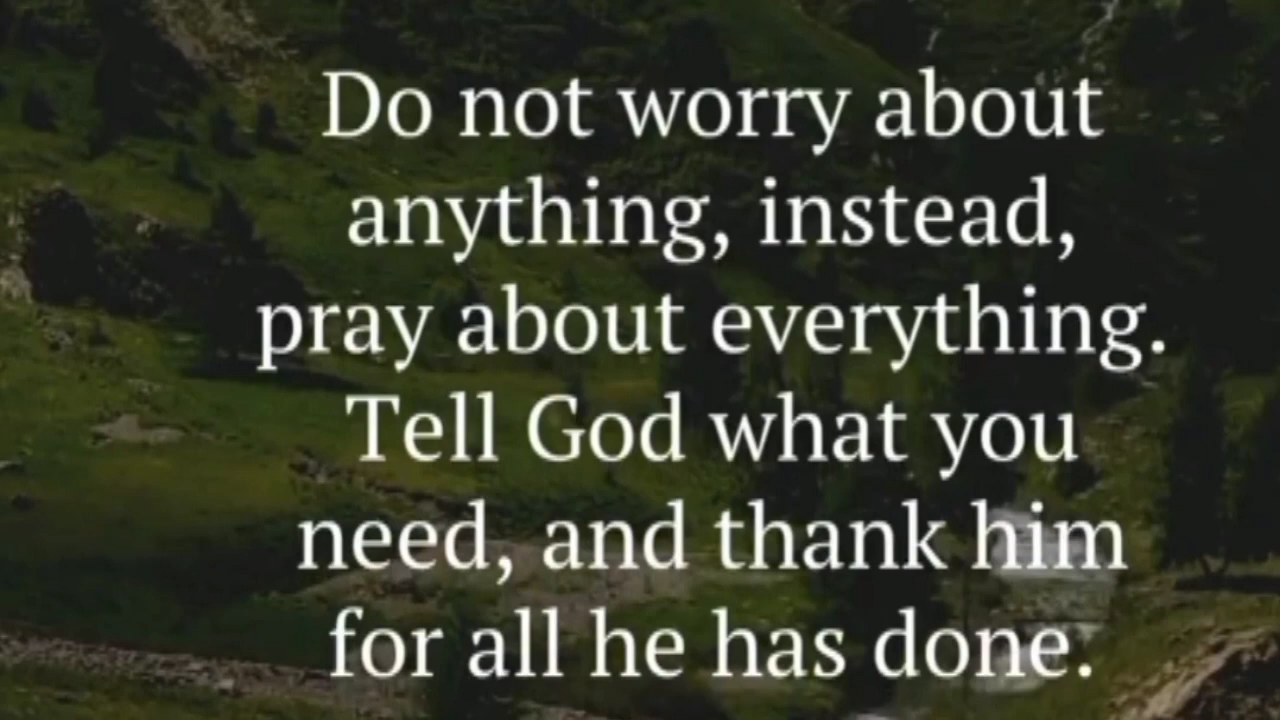 Do not worry about
anything, instead,
pray about everything.
Tell God what you
need, and thank him
for all he has done.